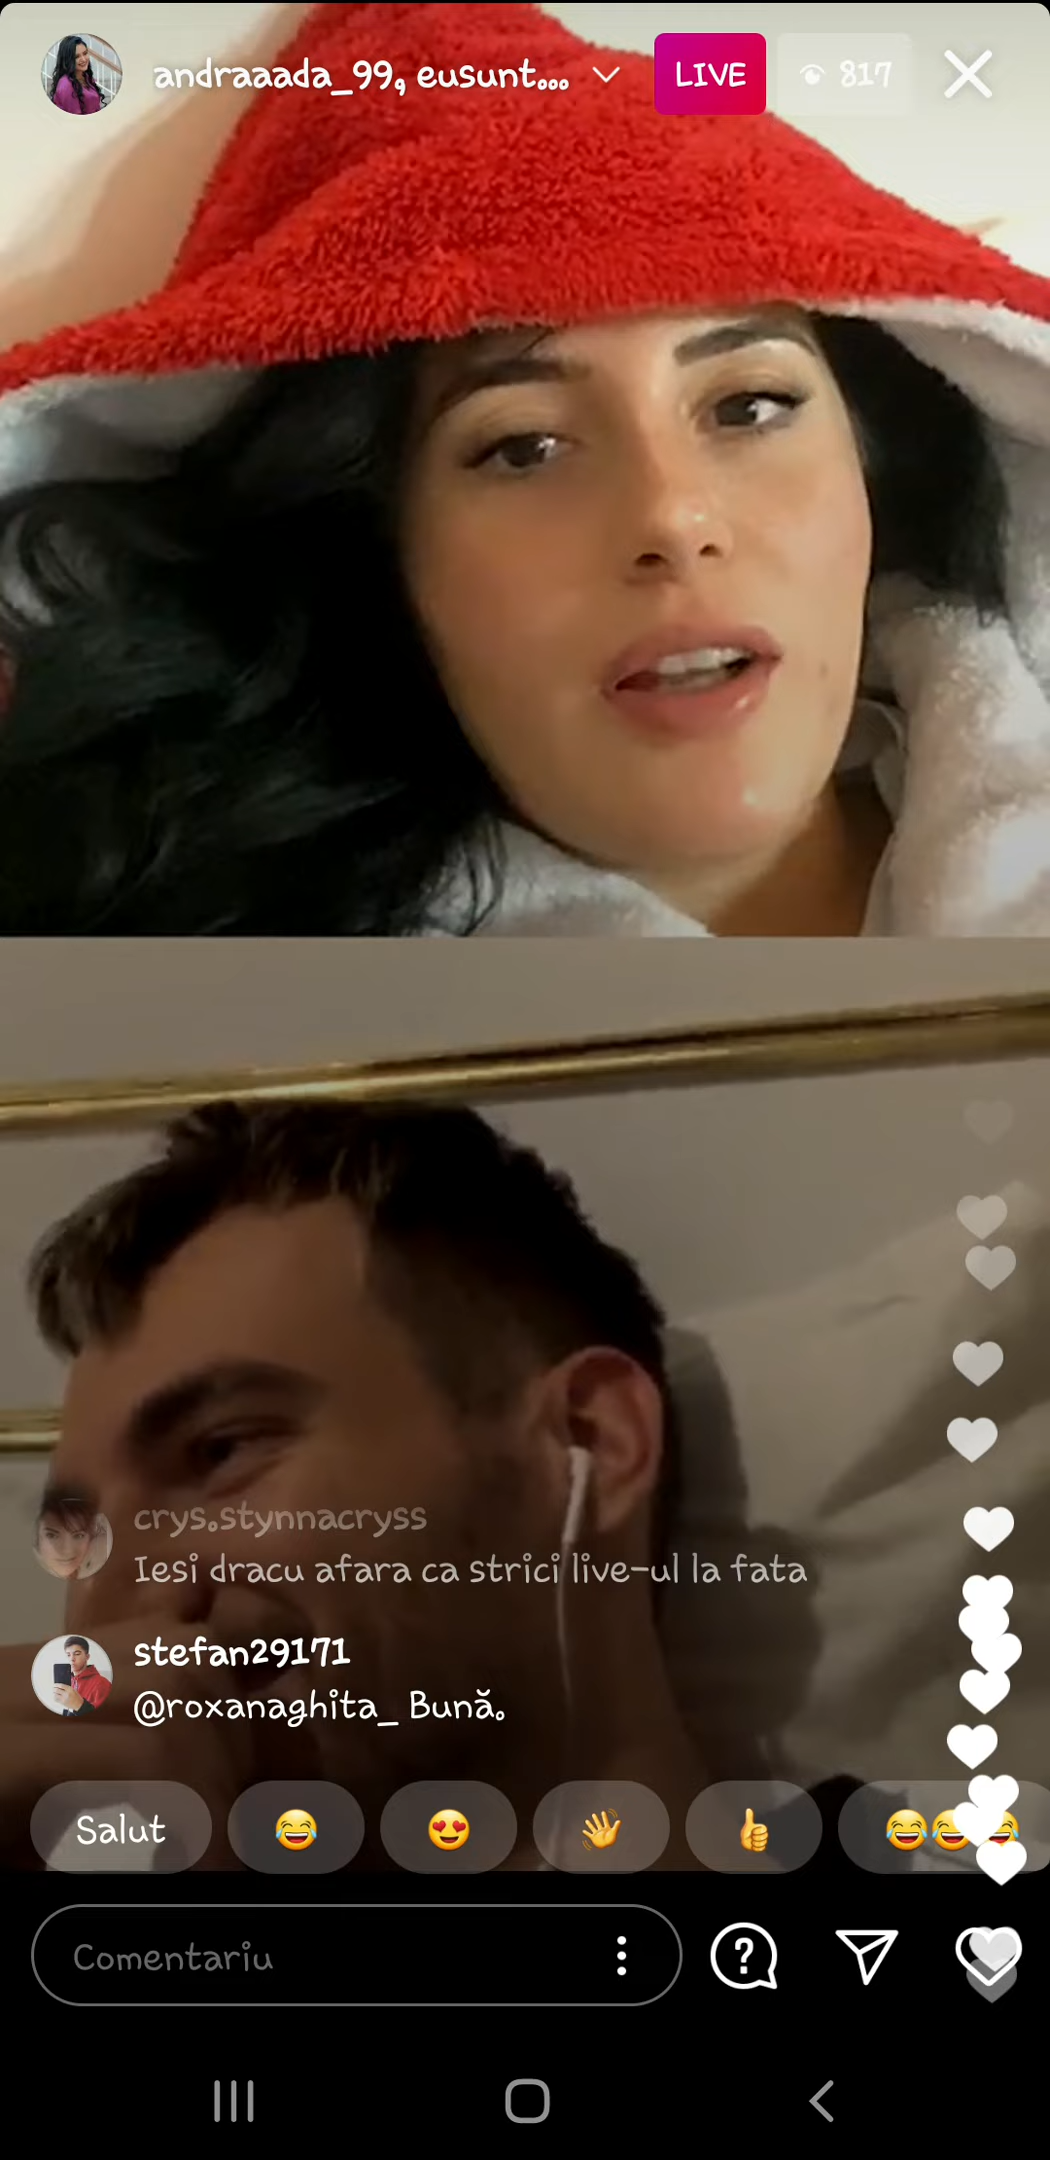 andraaada_99, eusunt...
LIVE
817
crys.stynnacryss
Iesi dracu afara ca strici live-ul la fata
stefan29171
@roxanaghita_ Bună.
Salut
Comentariu